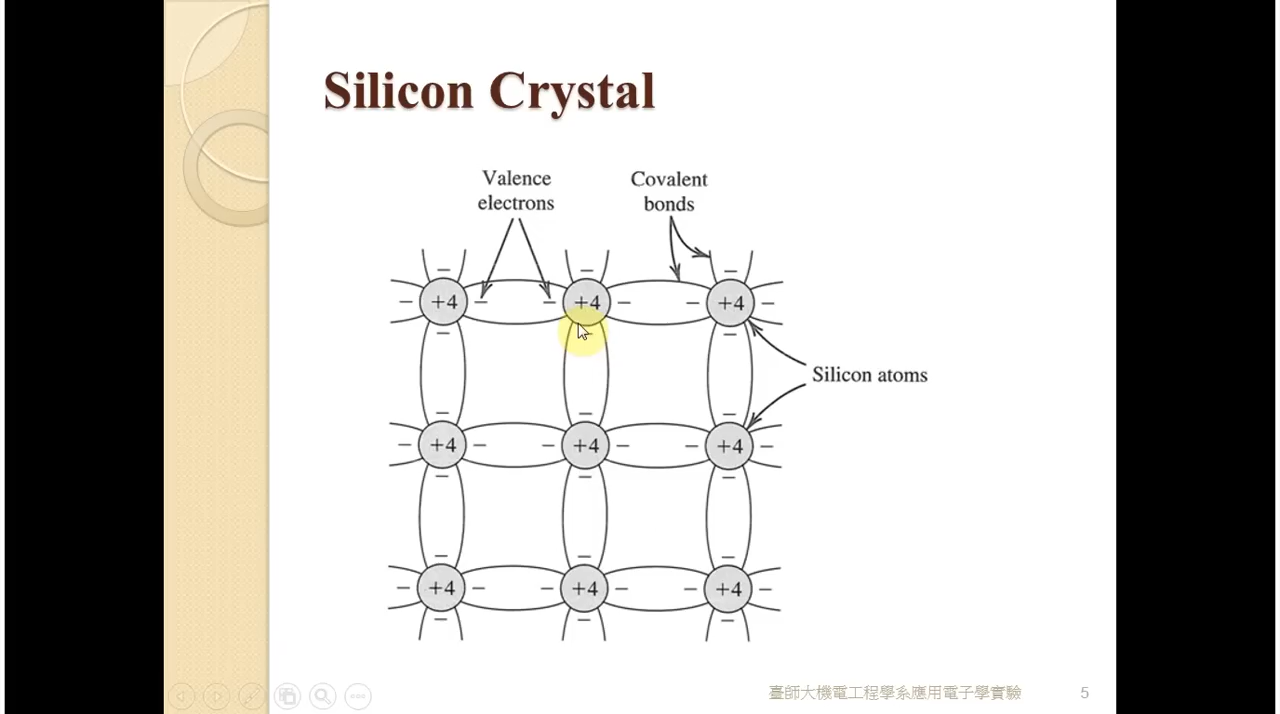 Silicon Crystal
Valence
electrons
Covalent
bonds
+4 +4 +4
Silicon atoms
+4 +4 +4
+4 +4 +4
臺師大機電工程學系應用電子學實驗
5